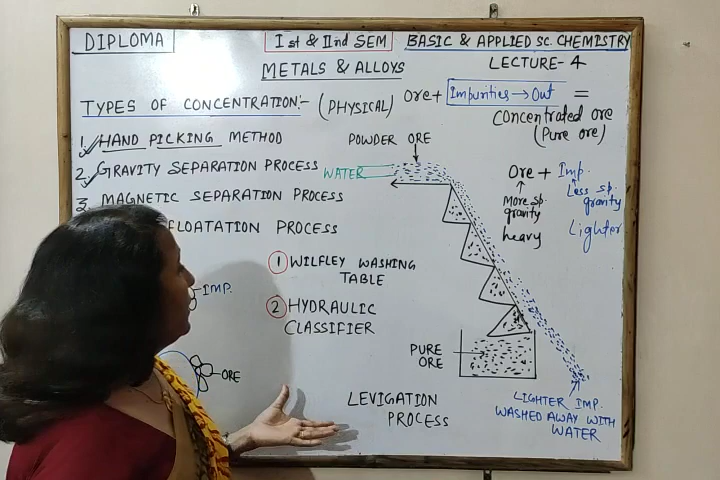 DIPLOMA
Ist & IInd SEM
BASIC & APPLIED SC. CHEMISTRY
METALS & ALLOYS
LECTURE-4
TYPES OF CONCENTRATION:- (PHYSICAL)
Ore + Impurities → Out =
Concentrated ore
(Pure ore)
1. HAND PICKING METHOD
2. GRAVITY SEPARATION PROCESS
3. MAGNETIC SEPARATION PROCESS
FLOATATION PROCESS
POWDER ORE
WATER
Ore + Imp.
More sp.
gravity
heavy
Less sp.
gravity
Lighter
1 WILFLEY WASHING
TABLE
2 HYDRAULIC
CLASSIFIER
IMP.
ORE
PURE
ORE
LEVIGATION
PROCESS
LIGHTER IMP.
WASHED AWAY WITH
WATER